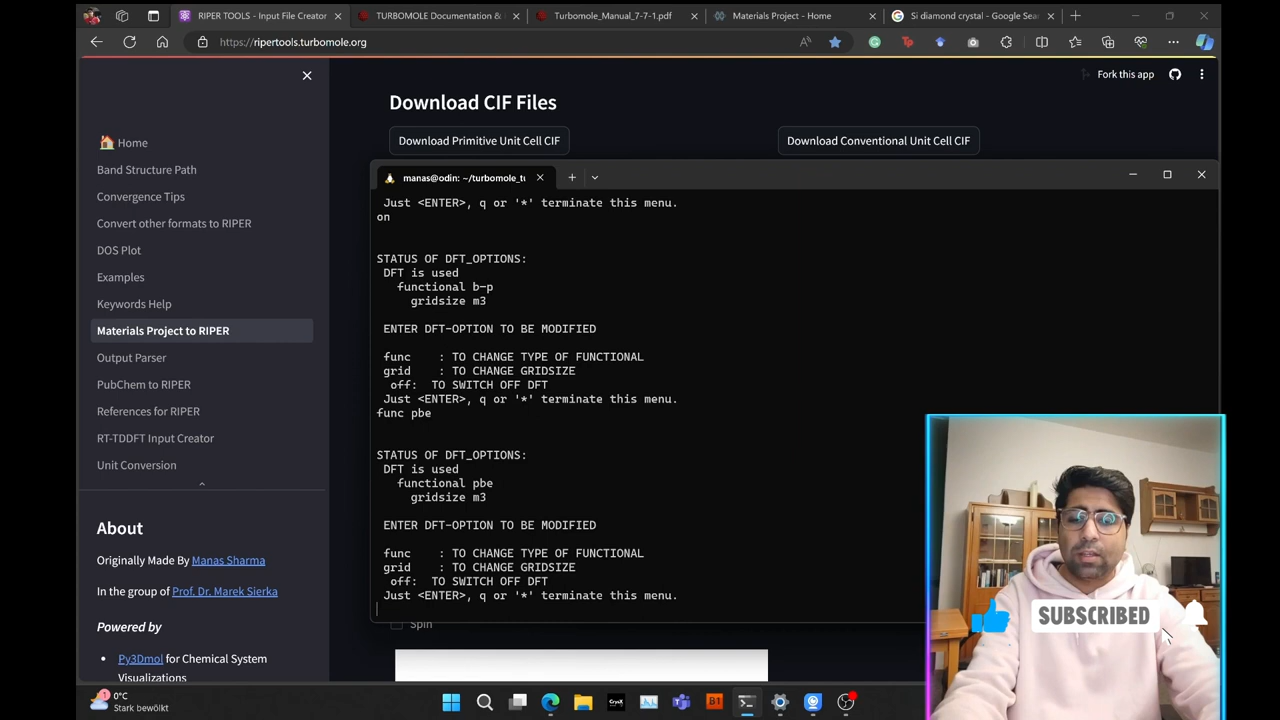 RIPER TOOLS - Input File Creator
TURBOMOLE Documentation &
Turbomole_Manual_7-7-1.pdf
Materials Project - Home
Si diamond crystal - Google Sea
https://ripertools.turbomole.org
Fork this app
Home
Band Structure Path
Convergence Tips
Convert other formats to RIPER
DOS Plot
Examples
Keywords Help
Materials Project to RIPER
Output Parser
PubChem to RIPER
References for RIPER
RT-TDDFT Input Creator
Unit Conversion
About
Originally Made By Manas Sharma
In the group of Prof. Dr. Marek Sierka
Powered by
Py3Dmol for Chemical System
Visualizations
Download CIF Files
Download Primitive Unit Cell CIF
Download Conventional Unit Cell CIF
manas@odin: ~/turbomole_tu
Just <ENTER>, q or '*' terminate this menu.
on
STATUS OF DFT_OPTIONS:
DFT is used
functional b-p
gridsize m3
ENTER DFT-OPTION TO BE MODIFIED
func : TO CHANGE TYPE OF FUNCTIONAL
grid : TO CHANGE GRIDSIZE
off: TO SWITCH OFF DFT
Just <ENTER>, q or '*' terminate this menu.
func pbe
STATUS OF DFT_OPTIONS:
DFT is used
functional pbe
gridsize m3
ENTER DFT-OPTION TO BE MODIFIED
func : TO CHANGE TYPE OF FUNCTIONAL
grid : TO CHANGE GRIDSIZE
off: TO SWITCH OFF DFT
Just <ENTER>, q or '*' terminate this menu.
Spin
SUBSCRIBED
0°C
Stark bewölkt